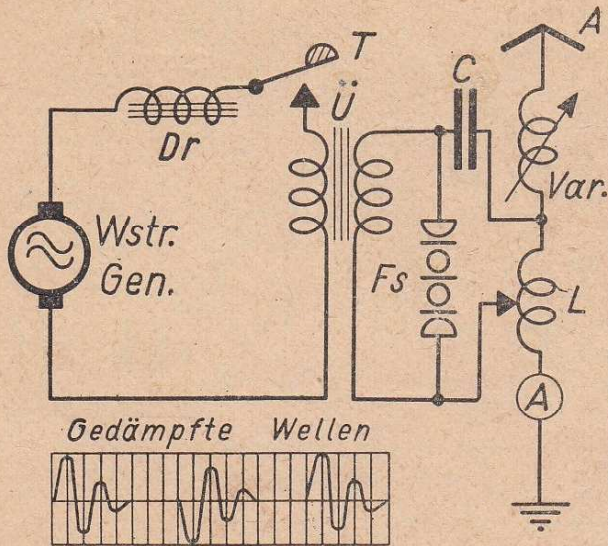 A
T
C
Ü
Dr
Var.
Wstr.
Gen.
Fs
L
A
Gedämpfte Wellen